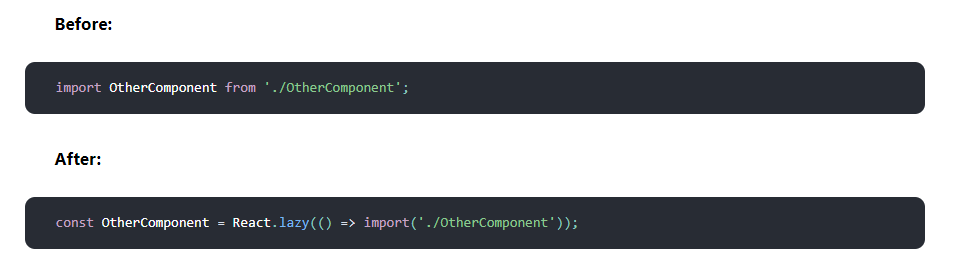 Before:
import OtherComponent from './OtherComponent';
After:
const OtherComponent = React.lazy(() => import('./OtherComponent'));